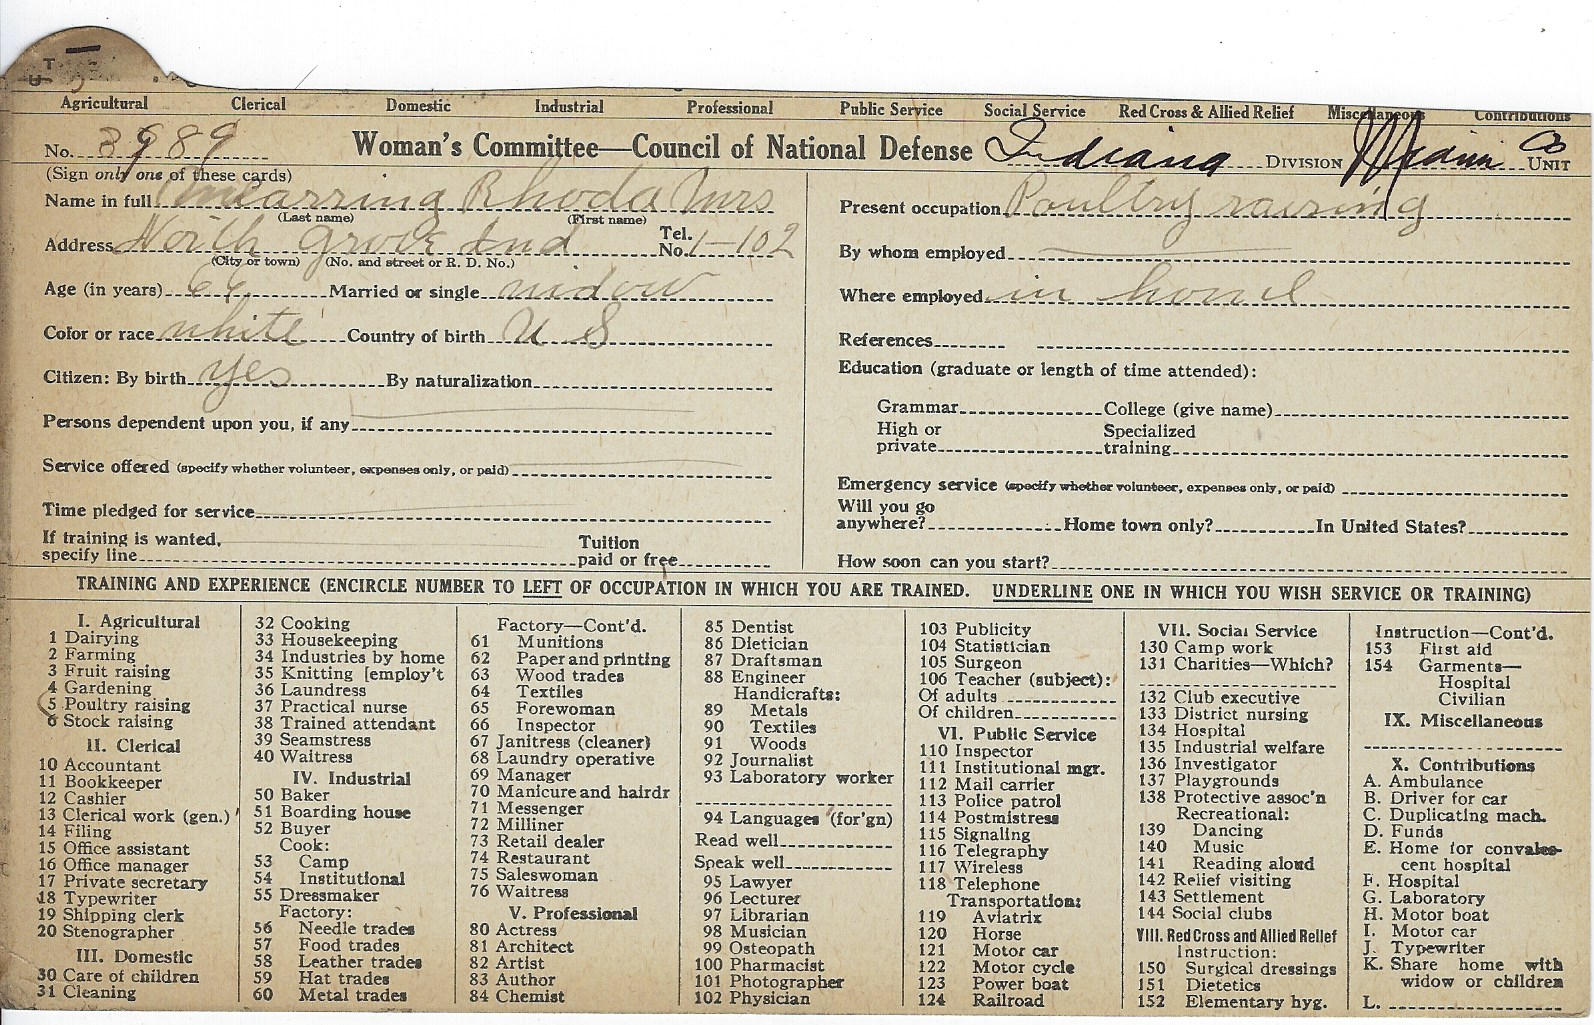 Agricultural Clerical Domestic Industrial Professional Public Service Social Service Red Cross & Allied Relief Miscellaneous Contributions
No. 3989 Woman's Committee—Council of National Defense Indiana DIVISION Miami Co UNIT
(Sign only one of these cards)
Name in full Rhoda Mrs
(Last name) (First name)
Address North Grove Ind Tel. No. 1-102
(City or town) (No. and street or R. D. No.)
Age (in years) Married or single widow
Color or race white Country of birth U S
Citizen: By birth yes By naturalization
Persons dependent upon you, if any
Service offered (specify whether volunteer, expenses only, or paid)
Time pledged for service
If training is wanted, specify line Tuition paid or free
Present occupation Poultry raising
By whom employed
Where employed in home
References
Education (graduate or length of time attended):
Grammar College (give name)
High or private Specialized training
Emergency service (specify whether volunteer, expenses only, or paid)
Will you go anywhere? Home town only? In United States?
How soon can you start?
TRAINING AND EXPERIENCE (ENCIRCLE NUMBER TO LEFT OF OCCUPATION IN WHICH YOU ARE TRAINED. UNDERLINE ONE IN WHICH YOU WISH SERVICE OR TRAINING)
I. Agricultural
1 Dairying
2 Farming
3 Fruit raising
4 Gardening
5 Poultry raising
6 Stock raising
II. Clerical
10 Accountant
11 Bookkeeper
12 Cashier
13 Clerical work (gen.)
14 Filing
15 Office assistant
16 Office manager
17 Private secretary
18 Typewriter
19 Shipping clerk
20 Stenographer
III. Domestic
30 Care of children
31 Cleaning
32 Cooking
33 Housekeeping
34 Industries by home
35 Knitting [employ't
36 Laundress
37 Practical nurse
38 Trained attendant
39 Seamstress
40 Waitress
IV. Industrial
50 Baker
51 Boarding house
52 Buyer
Cook:
53 Camp
54 Institutional
55 Dressmaker
Factory:
56 Needle trades
57 Food trades
58 Leather trades
59 Hat trades
60 Metal trades
Factory—Cont'd.
61 Munitions
62 Paper and printing
63 Wood trades
64 Textiles
65 Forewoman
66 Inspector
67 Janitress (cleaner)
68 Laundry operative
69 Manager
70 Manicure and hairdr
71 Messenger
72 Milliner
73 Retail dealer
74 Restaurant
75 Saleswoman
76 Waitress
V. Professional
80 Actress
81 Architect
82 Artist
83 Author
84 Chemist
85 Dentist
86 Dietician
87 Draftsman
88 Engineer
Handicrafts:
89 Metals
90 Textiles
91 Woods
92 Journalist
93 Laboratory worker
94 Languages (for'gn)
Read well
Speak well
95 Lawyer
96 Lecturer
97 Librarian
98 Musician
99 Osteopath
100 Pharmacist
101 Photographer
102 Physician
103 Publicity
104 Statistician
105 Surgeon
106 Teacher (subject):
Of adults
Of children
VI. Public Service
110 Inspector
111 Institutional mgr.
112 Mail carrier
113 Police patrol
114 Postmistress
115 Signaling
116 Telegraphy
117 Wireless
118 Telephone
Transportation:
119 Aviatrix
120 Horse
121 Motor car
122 Motor cycle
123 Power boat
124 Railroad
VII. Social Service
130 Camp work
131 Charities—Which?
132 Club executive
133 District nursing
134 Hospital
135 Industrial welfare
136 Investigator
137 Playgrounds
138 Protective assoc'n
Recreational:
139 Dancing
140 Music
141 Reading aloud
142 Relief visiting
143 Settlement
144 Social clubs
VIII. Red Cross and Allied Relief
Instruction:
150 Surgical dressings
151 Dietetics
152 Elementary hyg.
Instruction—Cont'd.
153 First aid
154 Garments—
Hospital
Civilian
IX. Miscellaneous
X. Contributions
A. Ambulance
B. Driver for car
C. Duplicating mach.
D. Funds
E. Home for convales-
cent hospital
F. Hospital
G. Laboratory
H. Motor boat
I. Motor car
J. Typewriter
K. Share home with
widow or children
L.